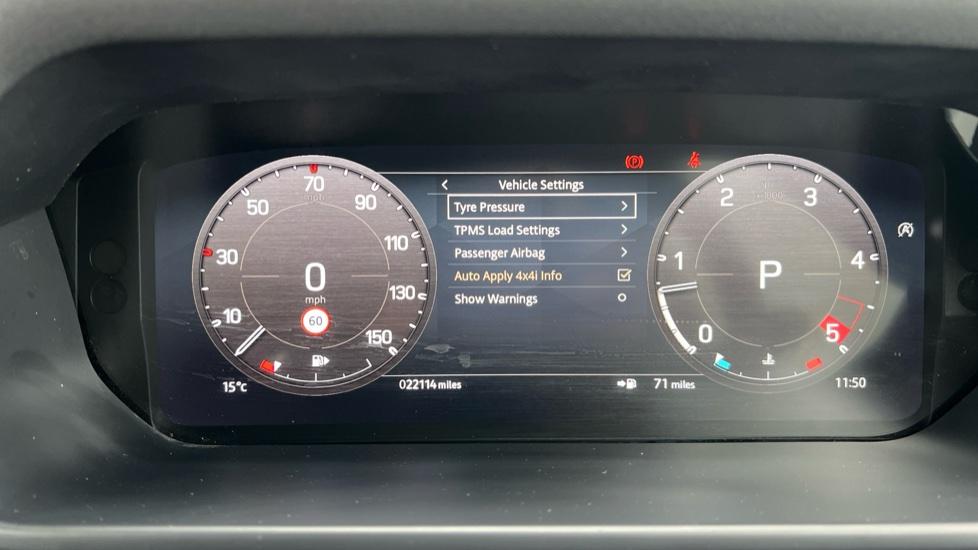 < Vehicle Settings
Tyre Pressure >
TPMS Load Settings >
Passenger Airbag >
Auto Apply 4x4i Info
Show Warnings
10
30
50
70
90
110
130
150
mph
0
mph
60
0
1
2
3
4
5
x1000
P
15°C
022114 miles
71 miles
11:50